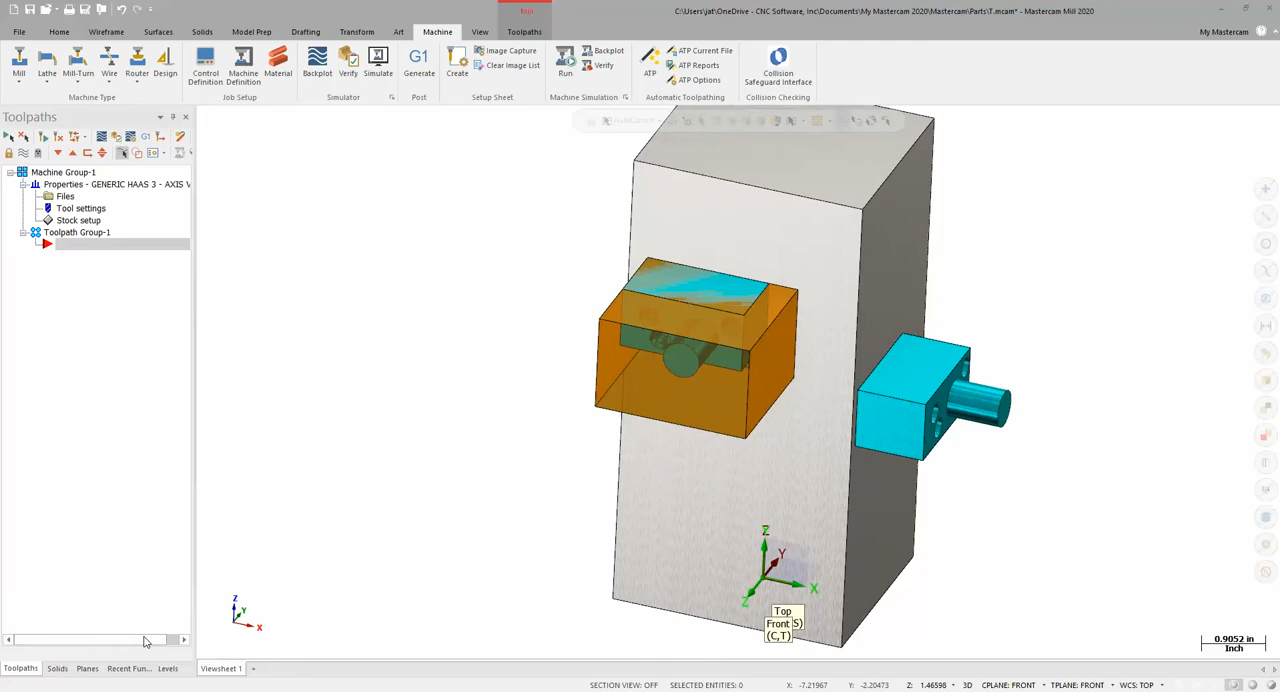 C:\Users\jat\OneDrive - CNC Software, Inc\Documents\My Mastercam 2020\Mastercam\Parts\T.mcam* - Mastercam Mill 2020
File Home Wireframe Surfaces Solids Model Prep Drafting Transform Art Machine View Toolpaths My Mastercam
Mill Lathe Mill-Turn Wire Router Design
Machine Type
Control Definition Machine Definition Material
Job Setup
Backplot Verify Simulate
Simulator
G1
Generate
Post
Create
Image Capture
Clear Image List
Setup Sheet
Run
Backplot
Verify
Machine Simulation
ATP
ATP Current File
ATP Reports
ATP Options
Automatic Toolpathing
Collision Safeguard Interface
Collision Checking
Toolpaths
G1
AutoCursor
Machine Group-1
Properties - GENERIC HAAS 3 - AXIS V
Files
Tool settings
Stock setup
Toolpath Group-1
Z
Y
X
Z
Top
Front S)
(C,T)
Z
Y
X
0.9052 in
Inch
Toolpaths Solids Planes Recent Fun... Levels
Viewsheet 1 +
SECTION VIEW: OFF SELECTED ENTITIES: 0 X: -7.21967 Y: -2.20473 Z: 1.46598 3D CPLANE: FRONT TPLANE: FRONT WCS: TOP